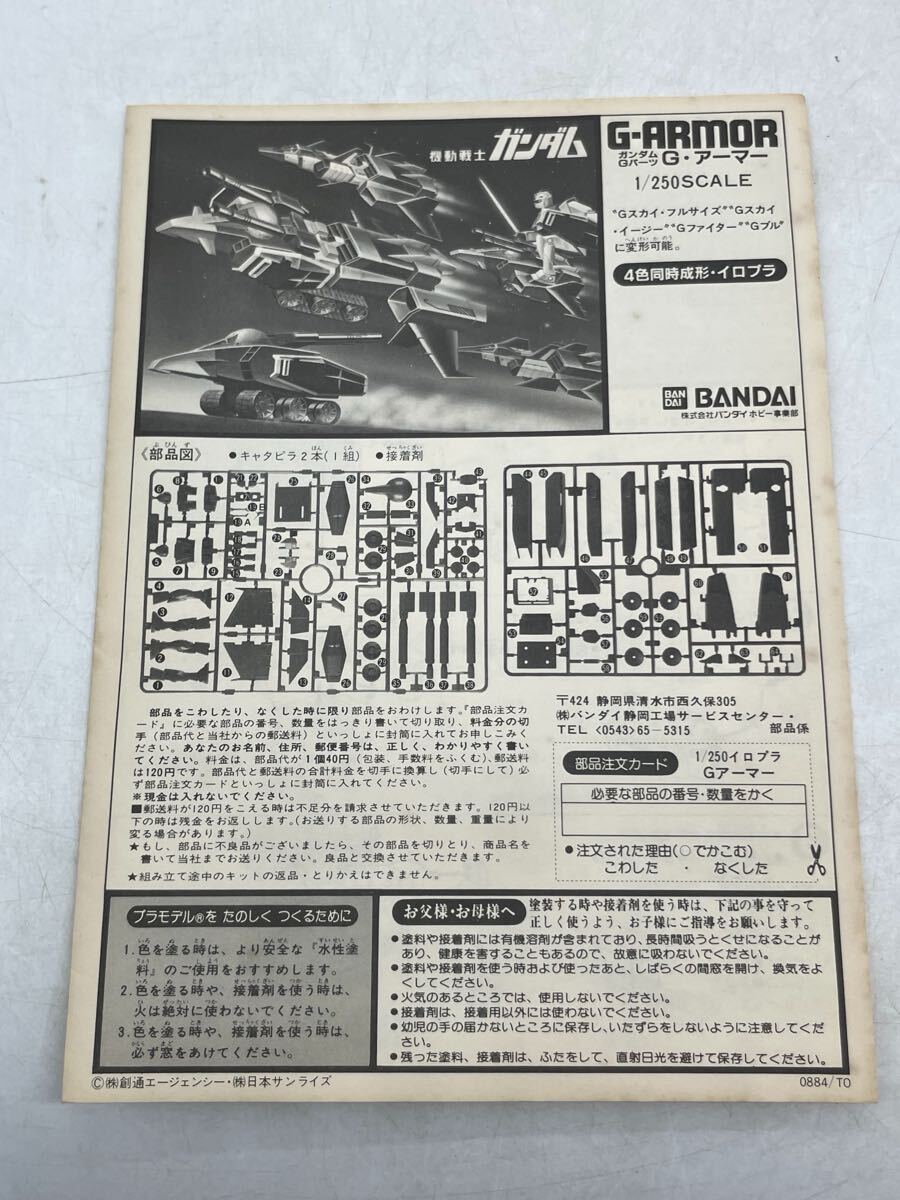 機動戦士 ガンダム
G-ARMOR
ガンダム
Gパーツ G・アーマー
1/250SCALE
"Gスカイ・フルサイズ""Gスカイ
・イージー""Gファイター""Gブル"
に変形可能。
4色同時成形・イロプラ
BAN
DAI BANDAI
株式会社バンダイ ホビー事業部
《部品図》 ●キャタピラ2本(1組) ●接着剤
部品をこわしたり、なくした時に限り部品をおわけします。『部品注文カ
ード』に必要な部品の番号、数量をはっきり書いて切り取り、料金分の切
手(部品代と当社からの郵送料)といっしょに封筒に入れてお申しこみく
ださい。あなたのお名前、住所、郵便番号は、正しく、わかりやすく書い
てください。料金は、部品代が1個40円(包装、手数料をふくむ)、郵送料
は120円です。部品代と郵送料の合計料金を切手に換算し(切手にして)必
ず部品注文カードといっしょに封筒に入れてください。
※現金は入れないでください。
■郵送料が120円をこえる時は不足分を請求させていただきます。120円以
下の時は残金をお返しします。(お送りする部品の形状、数量、重量により
変る場合があります。)
★もし、部品に不良品がございましたら、その部品を切りとり、商品名を
書いて当社までお送りください。良品と交換させていただきます。
★組み立て途中のキットの返品・とりかえはできません。
〒424 静岡県清水市西久保305
㈱バンダイ静岡工場サービスセンター・
TEL <0543>65-5315 部品係
部品注文カード 1/250イロプラ
Gアーマー
必要な部品の番号・数量をかく
●注文された理由(○でかこむ)
こわした ・ なくした
プラモデル®を たのしく つくるために
1.色を塗る時は、より安全な『水性塗
料』のご使用をおすすめします。
2.色を塗る時や、接着剤を使う時は、
火は絶対に使わないでください。
3.色を塗る時や、接着剤を使う時は、
必ず窓をあけてください。
お父様・お母様へ 塗装する時や接着剤を使う時は、下記の事を守って
正しく使うよう、お子様にご指導をお願いします。
●塗料や接着剤には有機溶剤が含まれており、長時間吸うとくせになることが
あり、健康を害することもあるので、故意に吸わないでください。
●塗料や接着剤を使う時および使ったあと、しばらくの間窓を開け、換気をよ
くしてください。
●火気のあるところでは、使用しないでください。
●接着剤は、接着用以外には使わないでください。
●幼児の手の届かないところに保存し、いたずらをしないように注意してくだ
さい。
●残った塗料、接着剤は、ふたをして、直射日光を避けて保存してください。
©㈱創通エージェンシー・㈱日本サンライズ
0884/TO